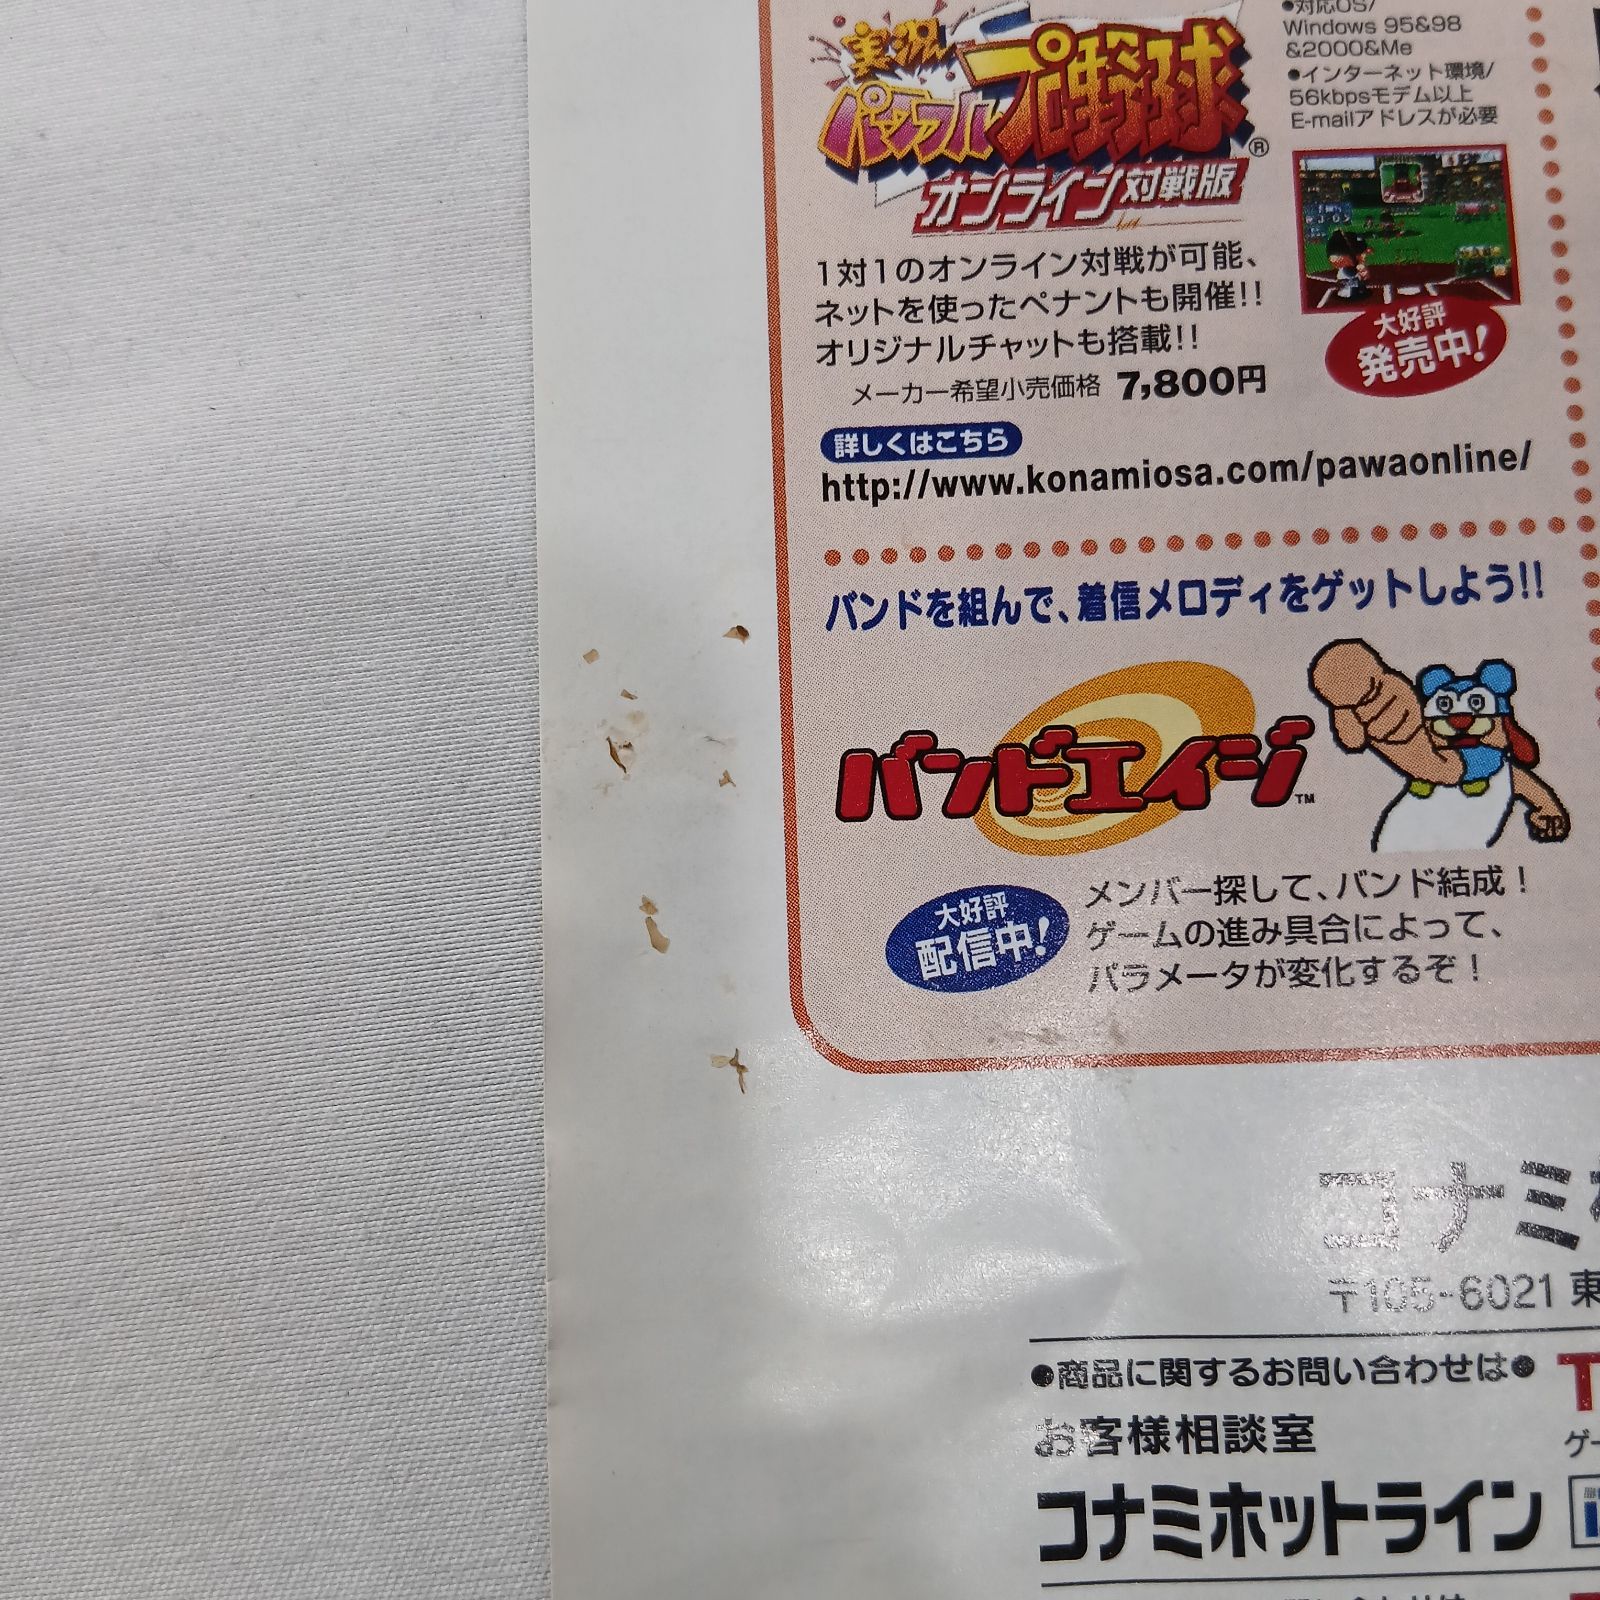 実況
パワフルプロ野球®
オンライン対戦版
●対応OS/
Windows 95&98
&2000&Me
●インターネット環境/
56kbpsモデム以上
E-mailアドレスが必要
大好評
発売中!
1対1のオンライン対戦が可能、
ネットを使ったペナントも開催!!
オリジナルチャットも搭載!!
メーカー希望小売価格 7,800円
詳しくはこちら
http://www.konamiosa.com/pawaonline/
バンドを組んで、着信メロディをゲットしよう!!
バンドエイジ™
大好評
配信中!
メンバー探して、バンド結成！
ゲームの進み具合によって、
パラメータが変化するぞ！
コナミ
〒105-6021 東
●商品に関するお問い合わせは●
お客様相談室
コナミホットライン
T
ゲー